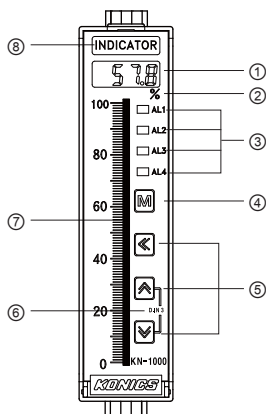 ⑧ INDICATOR
57.8 ①
% ②
100 AL1
AL2
③
80 AL3
AL4
60 M ④
⑦
40
⑤
⑥ 20 D.IN 3
0 KN-1000
KONICS